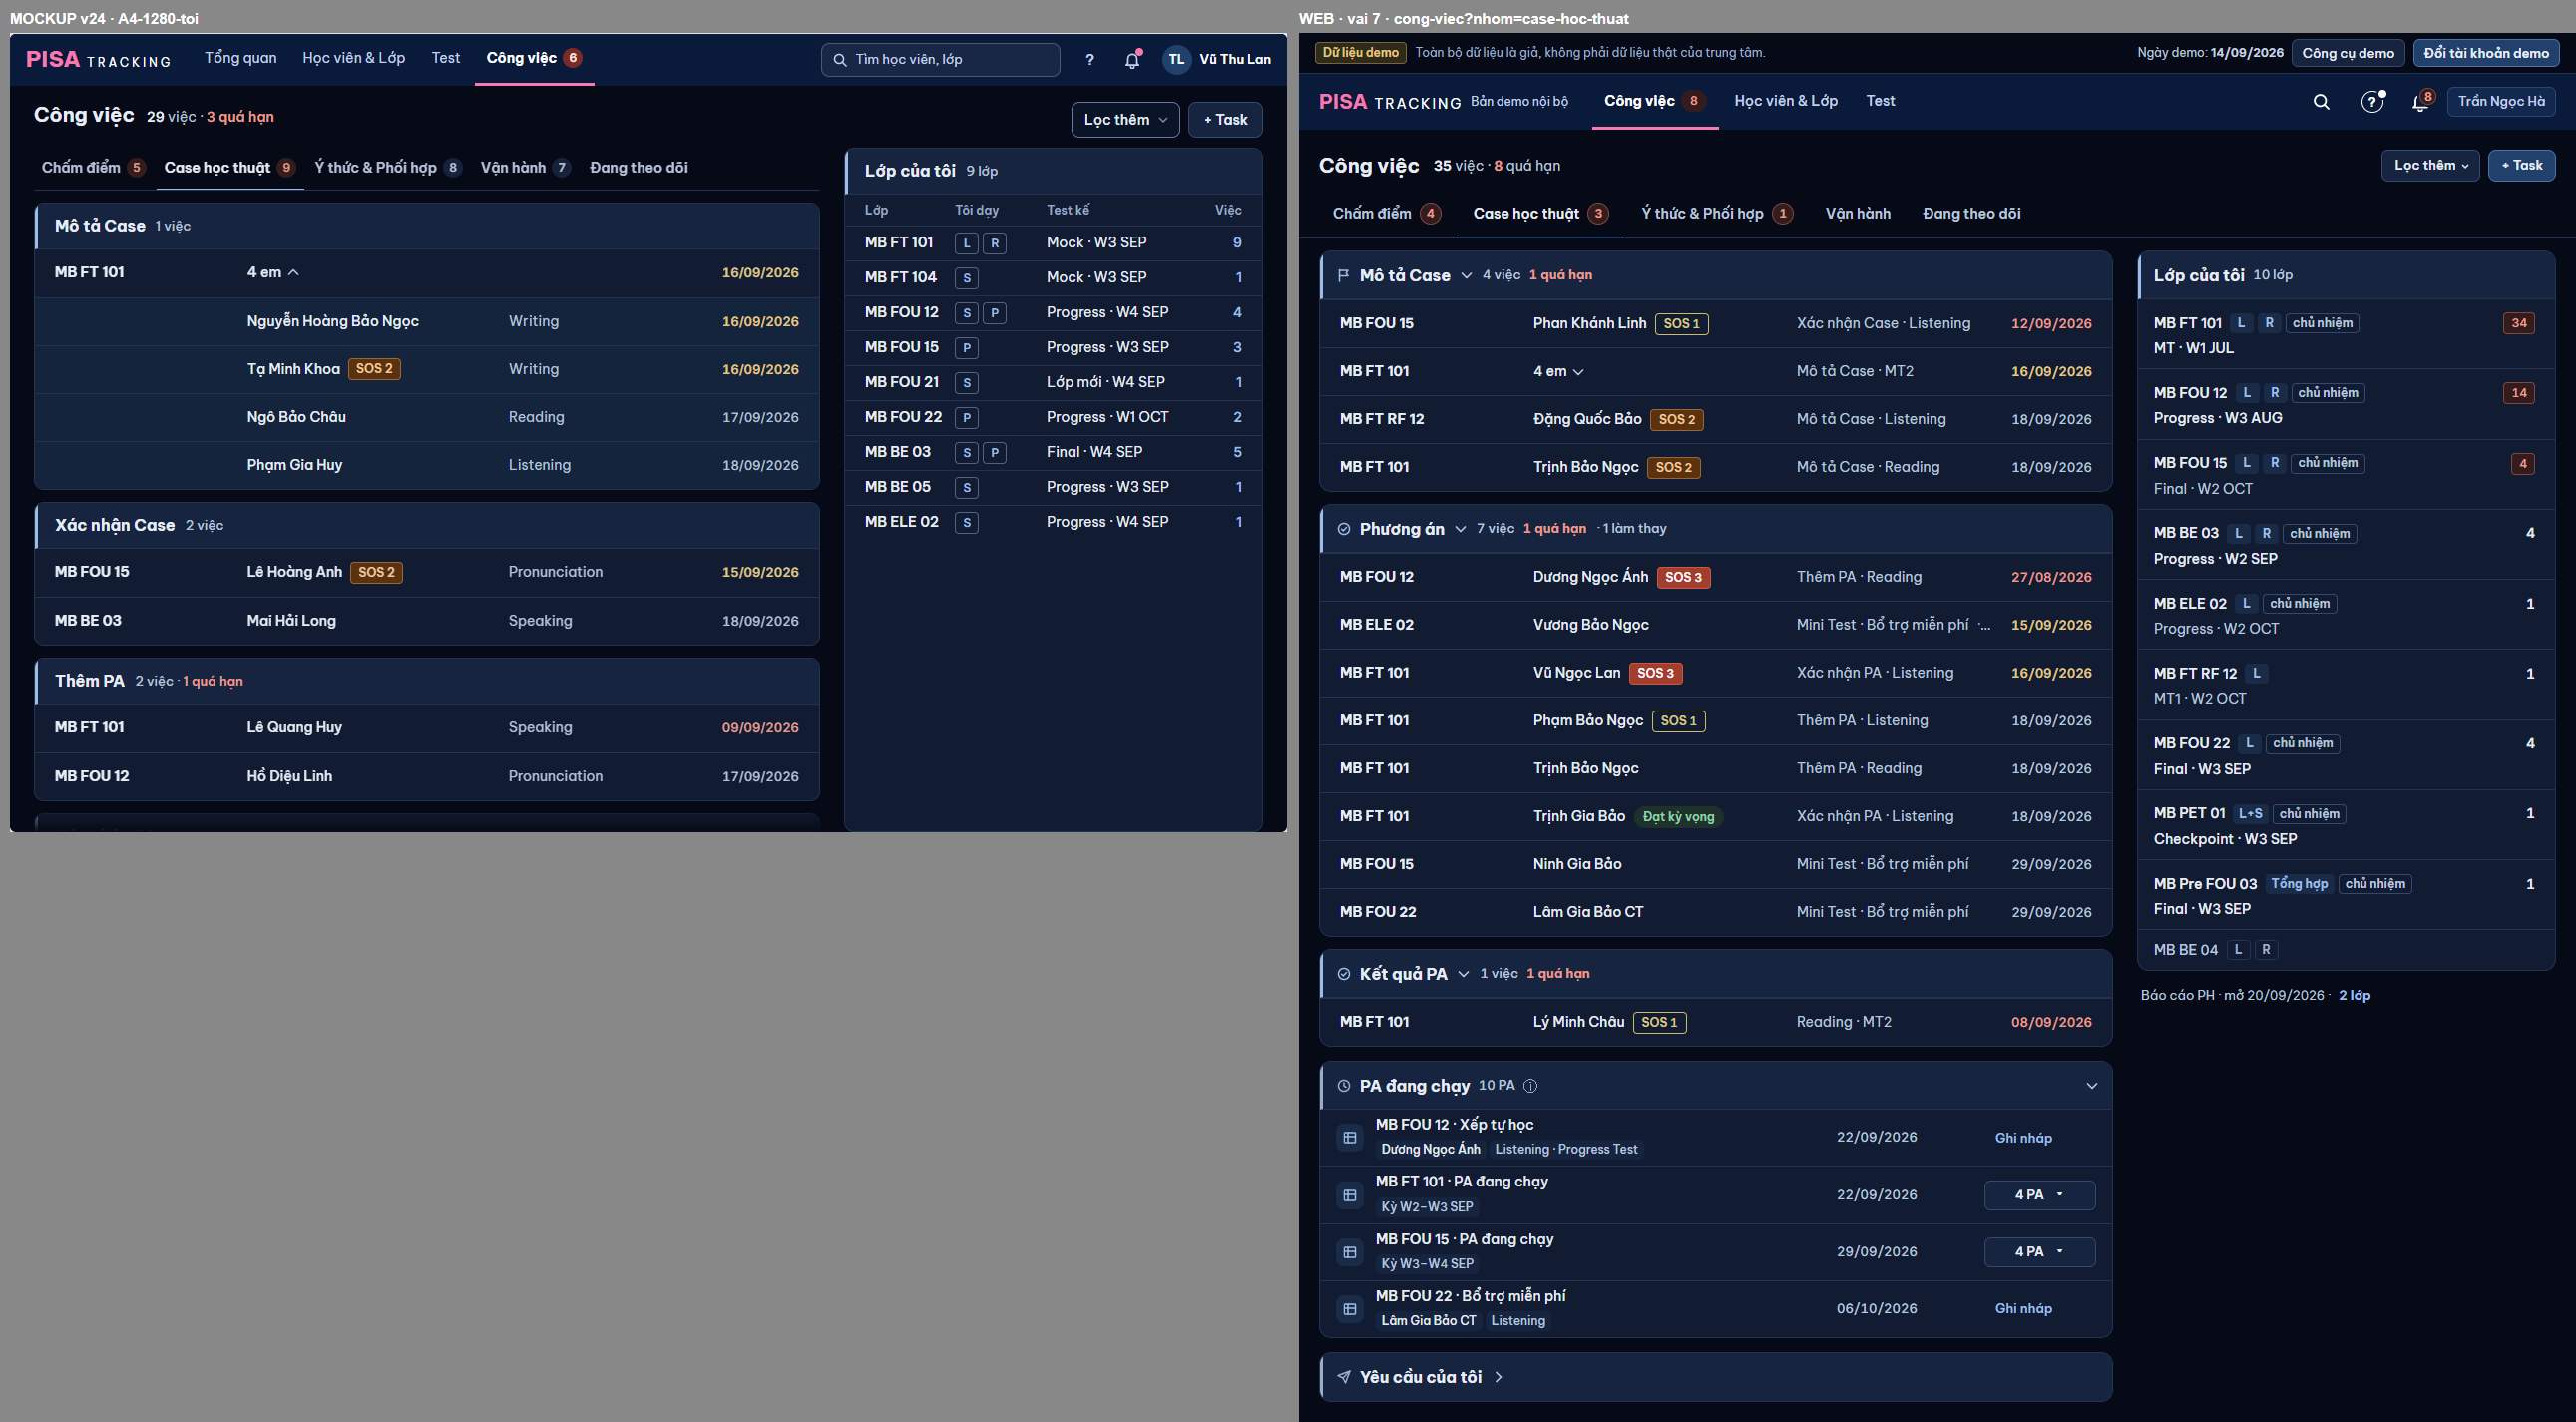 MOCKUP v24 · A4-1280-toi
PISA TRACKING Tổng quan Học viên & Lớp Test Công việc 6 Tìm học viên, lớp ? TL Vũ Thu Lan
Công việc 29 việc · 3 quá hạn Lọc thêm + Task
Chấm điểm 5 Case học thuật 9 Ý thức & Phối hợp 8 Vận hành 7 Đang theo dõi
Mô tả Case 1 việc
MB FT 101 4 em 16/09/2026
Nguyễn Hoàng Bảo Ngọc Writing 16/09/2026
Tạ Minh Khoa SOS 2 Writing 16/09/2026
Ngô Bảo Châu Reading 17/09/2026
Phạm Gia Huy Listening 18/09/2026
Xác nhận Case 2 việc
MB FOU 15 Lê Hoàng Anh SOS 2 Pronunciation 15/09/2026
MB BE 03 Mai Hải Long Speaking 18/09/2026
Thêm PA 2 việc · 1 quá hạn
MB FT 101 Lê Quang Huy Speaking 09/09/2026
MB FOU 12 Hồ Diệu Linh Pronunciation 17/09/2026
Lớp của tôi 9 lớp
Lớp Tôi dạy Test kế Việc
MB FT 101 L R Mock · W3 SEP 9
MB FT 104 S Mock · W3 SEP 1
MB FOU 12 S P Progress · W4 SEP 4
MB FOU 15 P Progress · W3 SEP 3
MB FOU 21 S Lớp mới · W4 SEP 1
MB FOU 22 P Progress · W1 OCT 2
MB BE 03 S P Final · W4 SEP 5
MB BE 05 S Progress · W3 SEP 1
MB ELE 02 S Progress · W4 SEP 1
WEB · vai 7 · cong-viec?nhom=case-hoc-thuat
Dữ liệu demo Toàn bộ dữ liệu là giả, không phải dữ liệu thật của trung tâm. Ngày demo: 14/09/2026 Công cụ demo Đổi tài khoản demo
PISA TRACKING Bản demo nội bộ Công việc 8 Học viên & Lớp Test ? 8 Trần Ngọc Hà
Công việc 35 việc · 8 quá hạn Lọc thêm + Task
Chấm điểm 4 Case học thuật 3 Ý thức & Phối hợp 1 Vận hành Đang theo dõi
Mô tả Case 4 việc 1 quá hạn
MB FOU 15 Phan Khánh Linh SOS 1 Xác nhận Case · Listening 12/09/2026
MB FT 101 4 em Mô tả Case · MT2 16/09/2026
MB FT RF 12 Đặng Quốc Bảo SOS 2 Mô tả Case · Listening 18/09/2026
MB FT 101 Trịnh Bảo Ngọc SOS 2 Mô tả Case · Reading 18/09/2026
Phương án 7 việc 1 quá hạn · 1 làm thay
MB FOU 12 Dương Ngọc Ánh SOS 3 Thêm PA · Reading 27/08/2026
MB ELE 02 Vương Bảo Ngọc Mini Test · Bổ trợ miễn phí ·... 15/09/2026
MB FT 101 Vũ Ngọc Lan SOS 3 Xác nhận PA · Listening 16/09/2026
MB FT 101 Phạm Bảo Ngọc SOS 1 Thêm PA · Listening 18/09/2026
MB FT 101 Trịnh Bảo Ngọc Thêm PA · Reading 18/09/2026
MB FT 101 Trịnh Gia Bảo Đạt kỳ vọng Xác nhận PA · Listening 18/09/2026
MB FOU 15 Ninh Gia Bảo Mini Test · Bổ trợ miễn phí 29/09/2026
MB FOU 22 Lâm Gia Bảo CT Mini Test · Bổ trợ miễn phí 29/09/2026
Kết quả PA 1 việc 1 quá hạn
MB FT 101 Lý Minh Châu SOS 1 Reading · MT2 08/09/2026
PA đang chạy 10 PA
MB FOU 12 · Xếp tự học 22/09/2026 Ghi nháp
Dương Ngọc Ánh Listening · Progress Test
MB FT 101 · PA đang chạy 22/09/2026 4 PA
Kỳ W2–W3 SEP
MB FOU 15 · PA đang chạy 29/09/2026 4 PA
Kỳ W3–W4 SEP
MB FOU 22 · Bổ trợ miễn phí 06/10/2026 Ghi nháp
Lâm Gia Bảo CT Listening
Yêu cầu của tôi
Lớp của tôi 10 lớp
MB FT 101 L R chủ nhiệm 34
MT · W1 JUL
MB FOU 12 L R chủ nhiệm 14
Progress · W3 AUG
MB FOU 15 L R chủ nhiệm 4
Final · W2 OCT
MB BE 03 L R chủ nhiệm 4
Progress · W2 SEP
MB ELE 02 L chủ nhiệm 1
Progress · W2 OCT
MB FT RF 12 L 1
MT1 · W2 OCT
MB FOU 22 L chủ nhiệm 4
Final · W3 SEP
MB PET 01 L+S chủ nhiệm 1
Checkpoint · W3 SEP
MB Pre FOU 03 Tổng hợp chủ nhiệm 1
Final · W3 SEP
MB BE 04 L R
Báo cáo PH · mở 20/09/2026 · 2 lớp